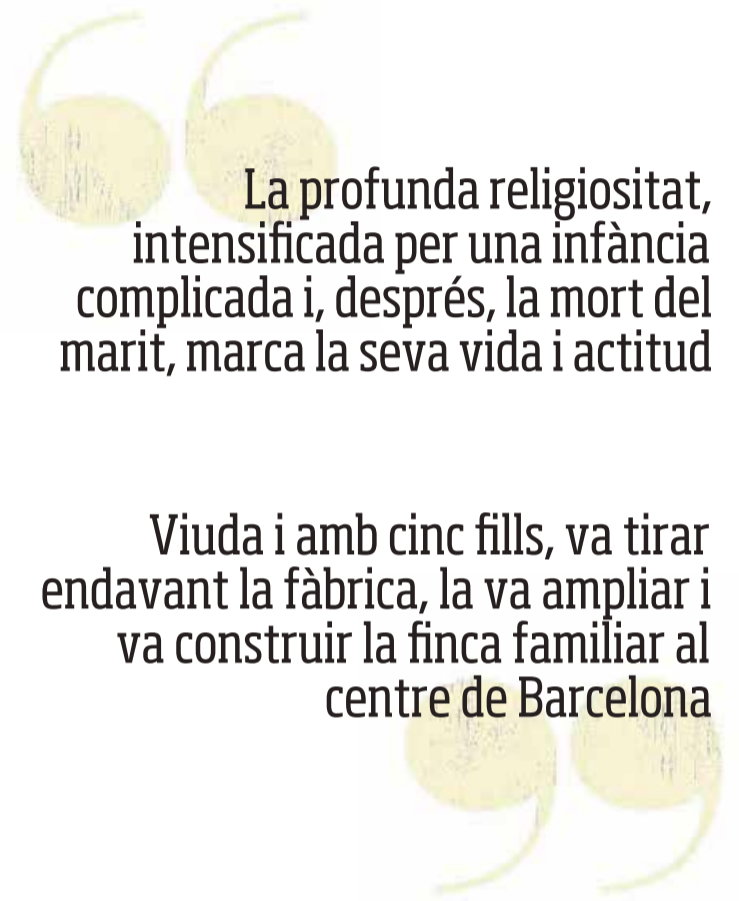 La profunda religiositat,
intensificada per una infància
complicada i, després, la mort del
marit, marca la seva vida i actitud
Viuda i amb cinc fills, va tirar
endavant la fàbrica, la va ampliar i
va construir la finca familiar al
centre de Barcelona